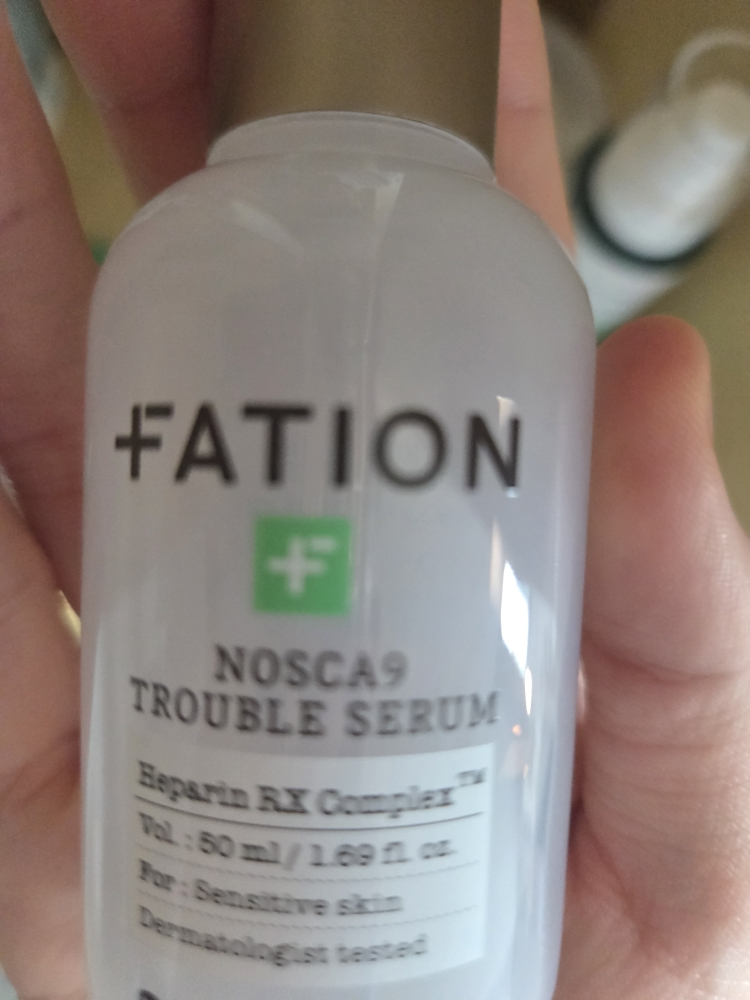 FATION
NOSCA9
TROUBLE SERUM
Heparin RX Complex™
Vol. : 50 ml / 1.69 fl. oz.
For : Sensitive skin
Dermatologist tested